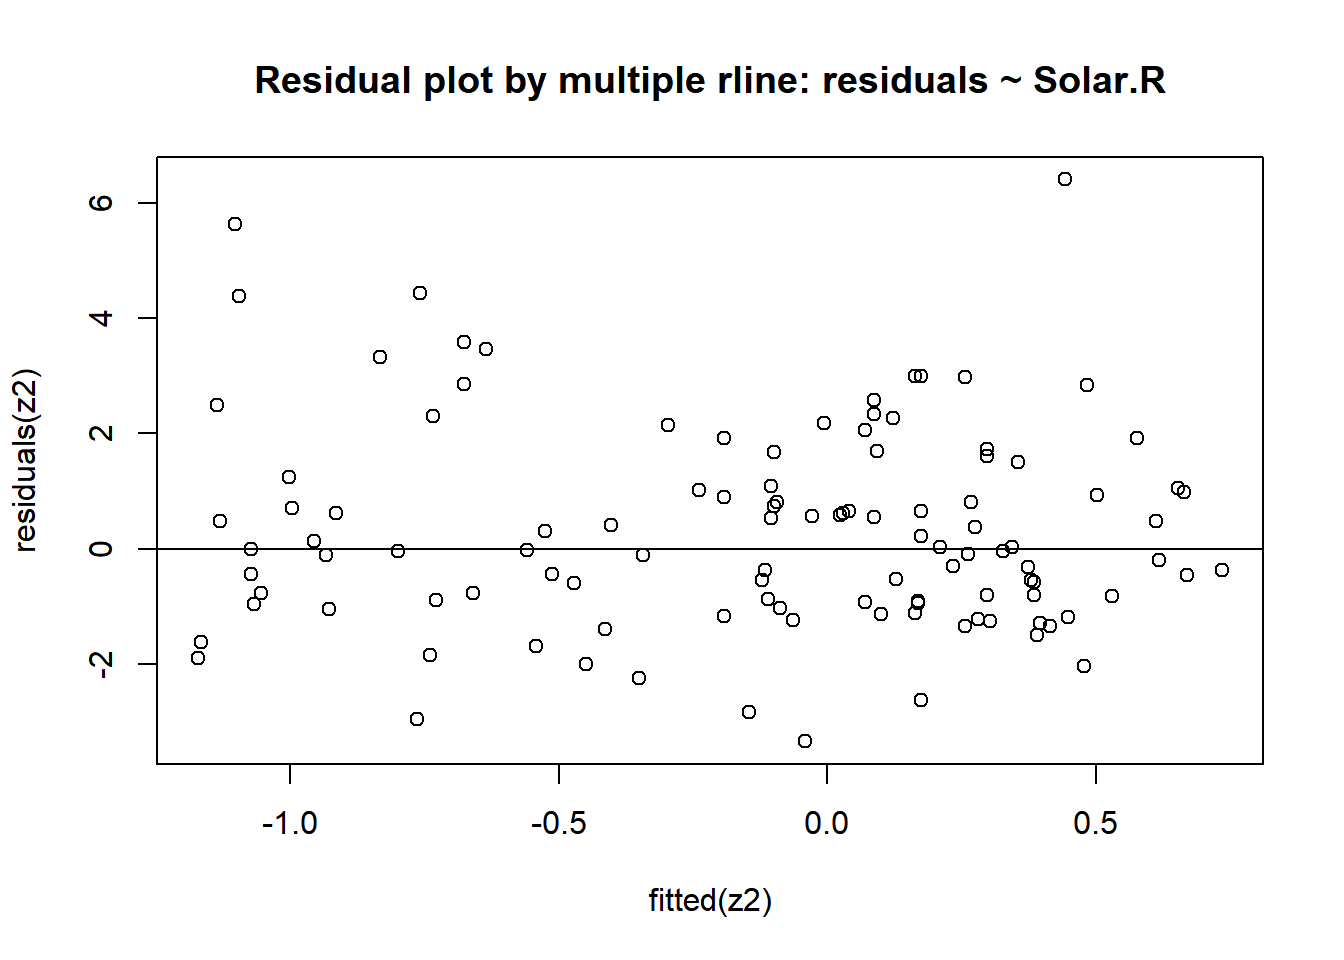 Residual plot by multiple rline: residuals ~ Solar.R
residuals(z2)
6
4
2
0
-2
-1.0 -0.5 0.0 0.5
fitted(z2)